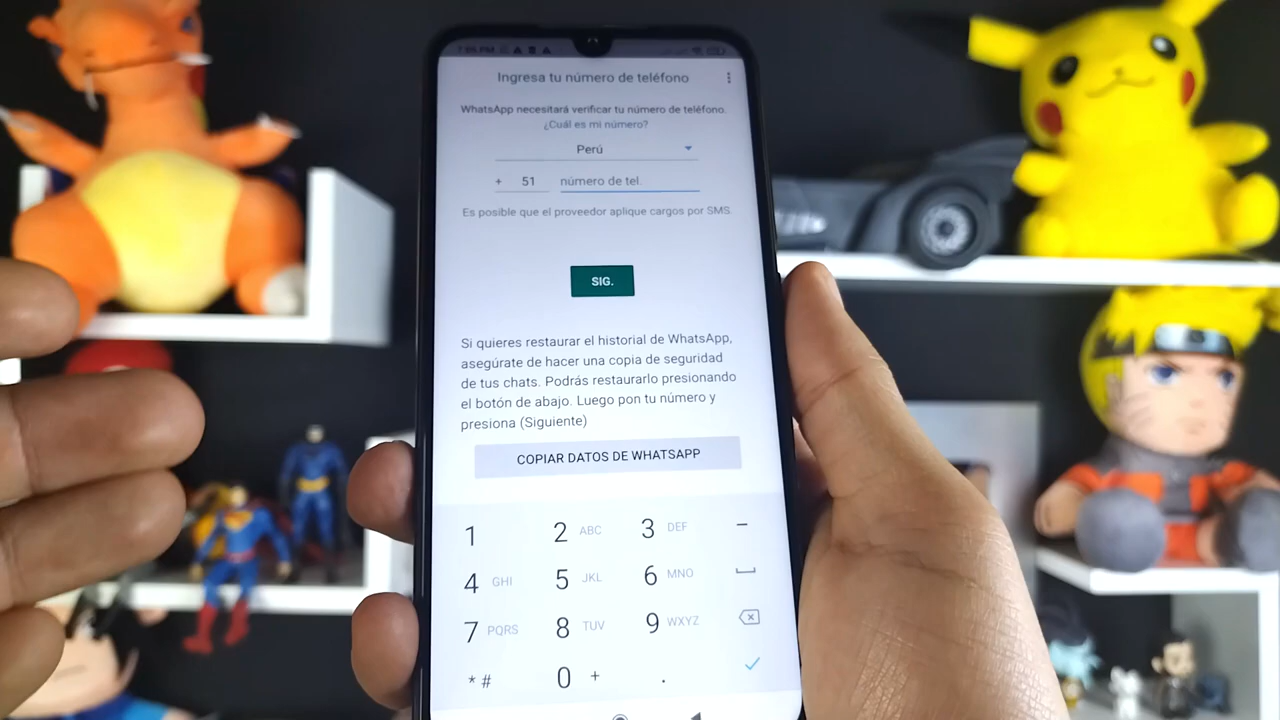 7:05 PM
Ingresa tu número de teléfono
WhatsApp necesitará verificar tu número de teléfono.
¿Cuál es mi número?
Perú
+ 51 número de tel.
Es posible que el proveedor aplique cargos por SMS.
SIG.
Si quieres restaurar el historial de WhatsApp,
asegúrate de hacer una copia de seguridad
de tus chats. Podrás restaurarlo presionando
el botón de abajo. Luego pon tu número y
presiona (Siguiente)
COPIAR DATOS DE WHATSAPP
1 2 ABC 3 DEF –
4 GHI 5 JKL 6 MNO
7 PQRS 8 TUV 9 WXYZ
* # 0 + .